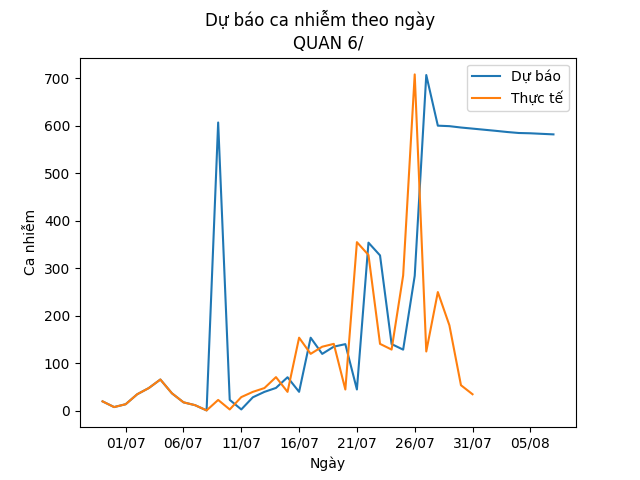 Dự báo ca nhiễm theo ngày
QUAN 6/
Dự báo
Thực tế
Ca nhiễm
700
600
500
400
300
200
100
0
01/07 06/07 11/07 16/07 21/07 26/07 31/07 05/08
Ngày